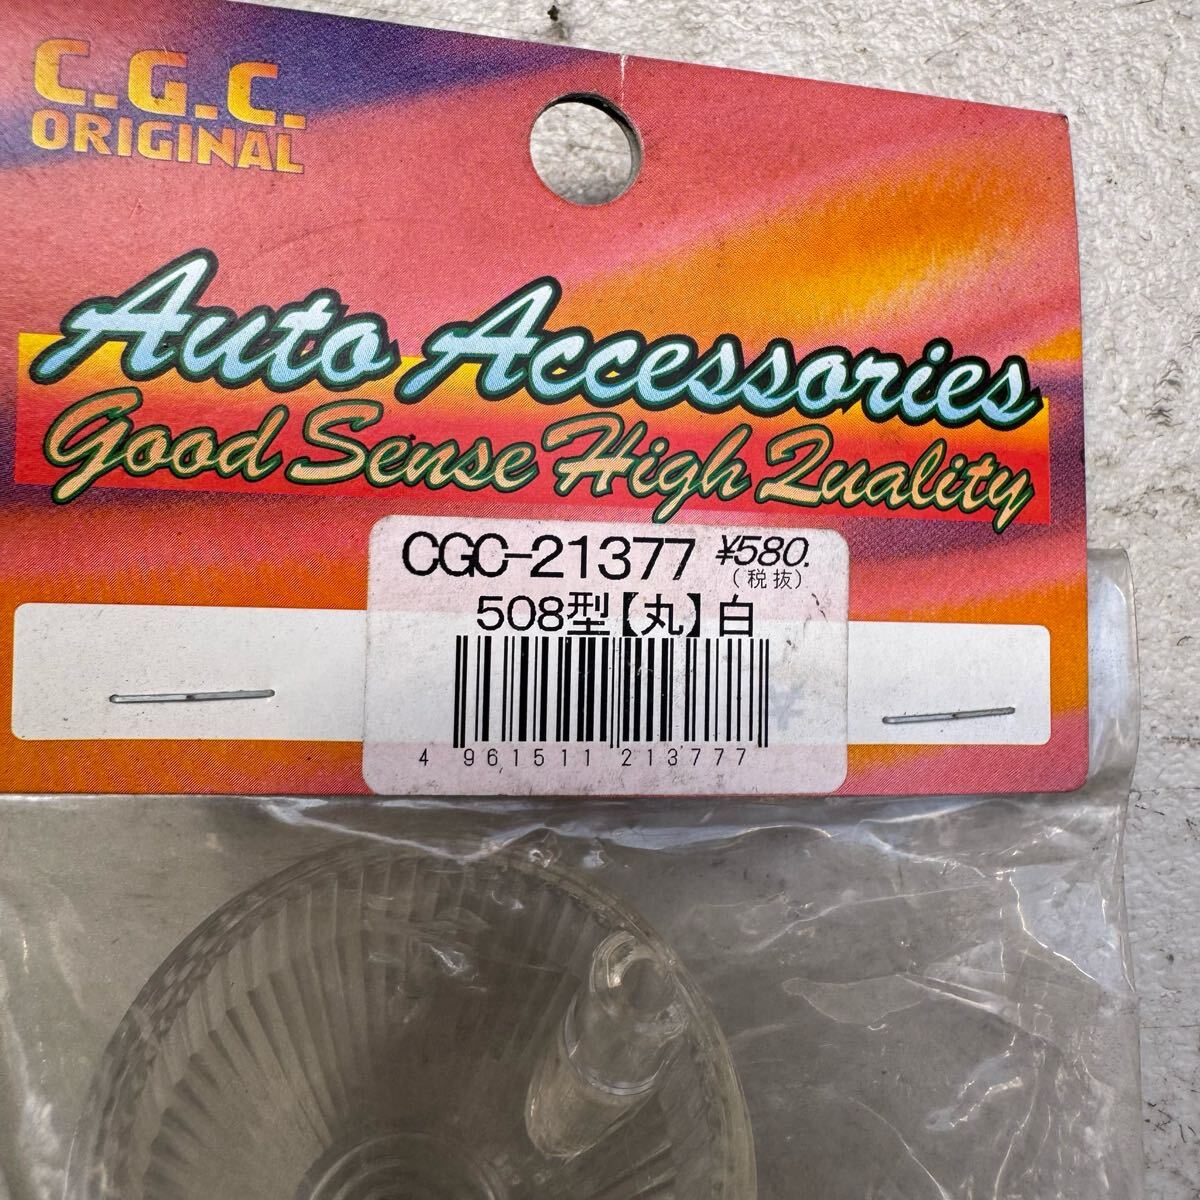 C.G.C.
ORIGINAL
Auto Accessories
Good Sense High Quality
CGC-21377 ¥580.
(税抜)
508型【丸】白
¥
4 961511 213777